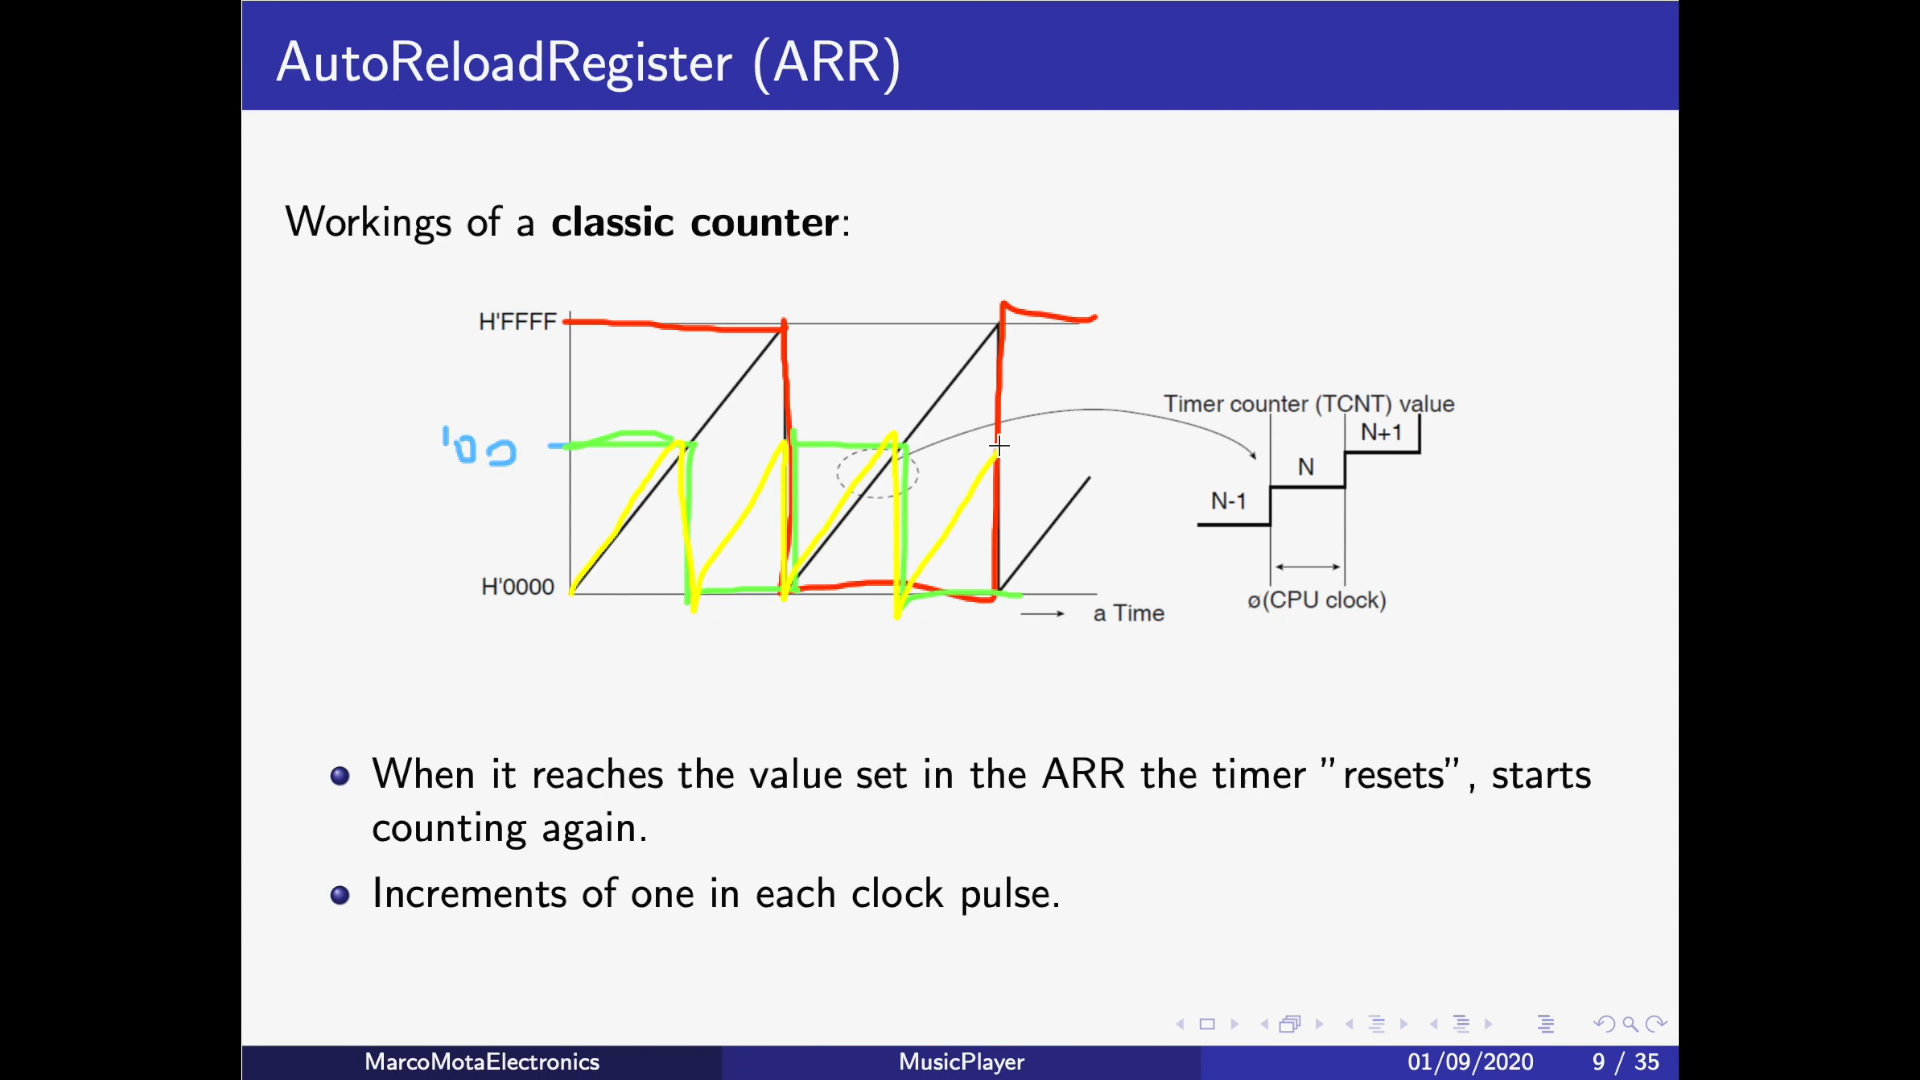 AutoReloadRegister (ARR)
Workings of a classic counter:
H'FFFF
Timer counter (TCNT) value
N+1
N
N-1
H'0000
ø(CPU clock)
a Time
When it reaches the value set in the ARR the timer ”resets”, starts
counting again.
Increments of one in each clock pulse.
MarcoMotaElectronics MusicPlayer 01/09/2020 9 / 35